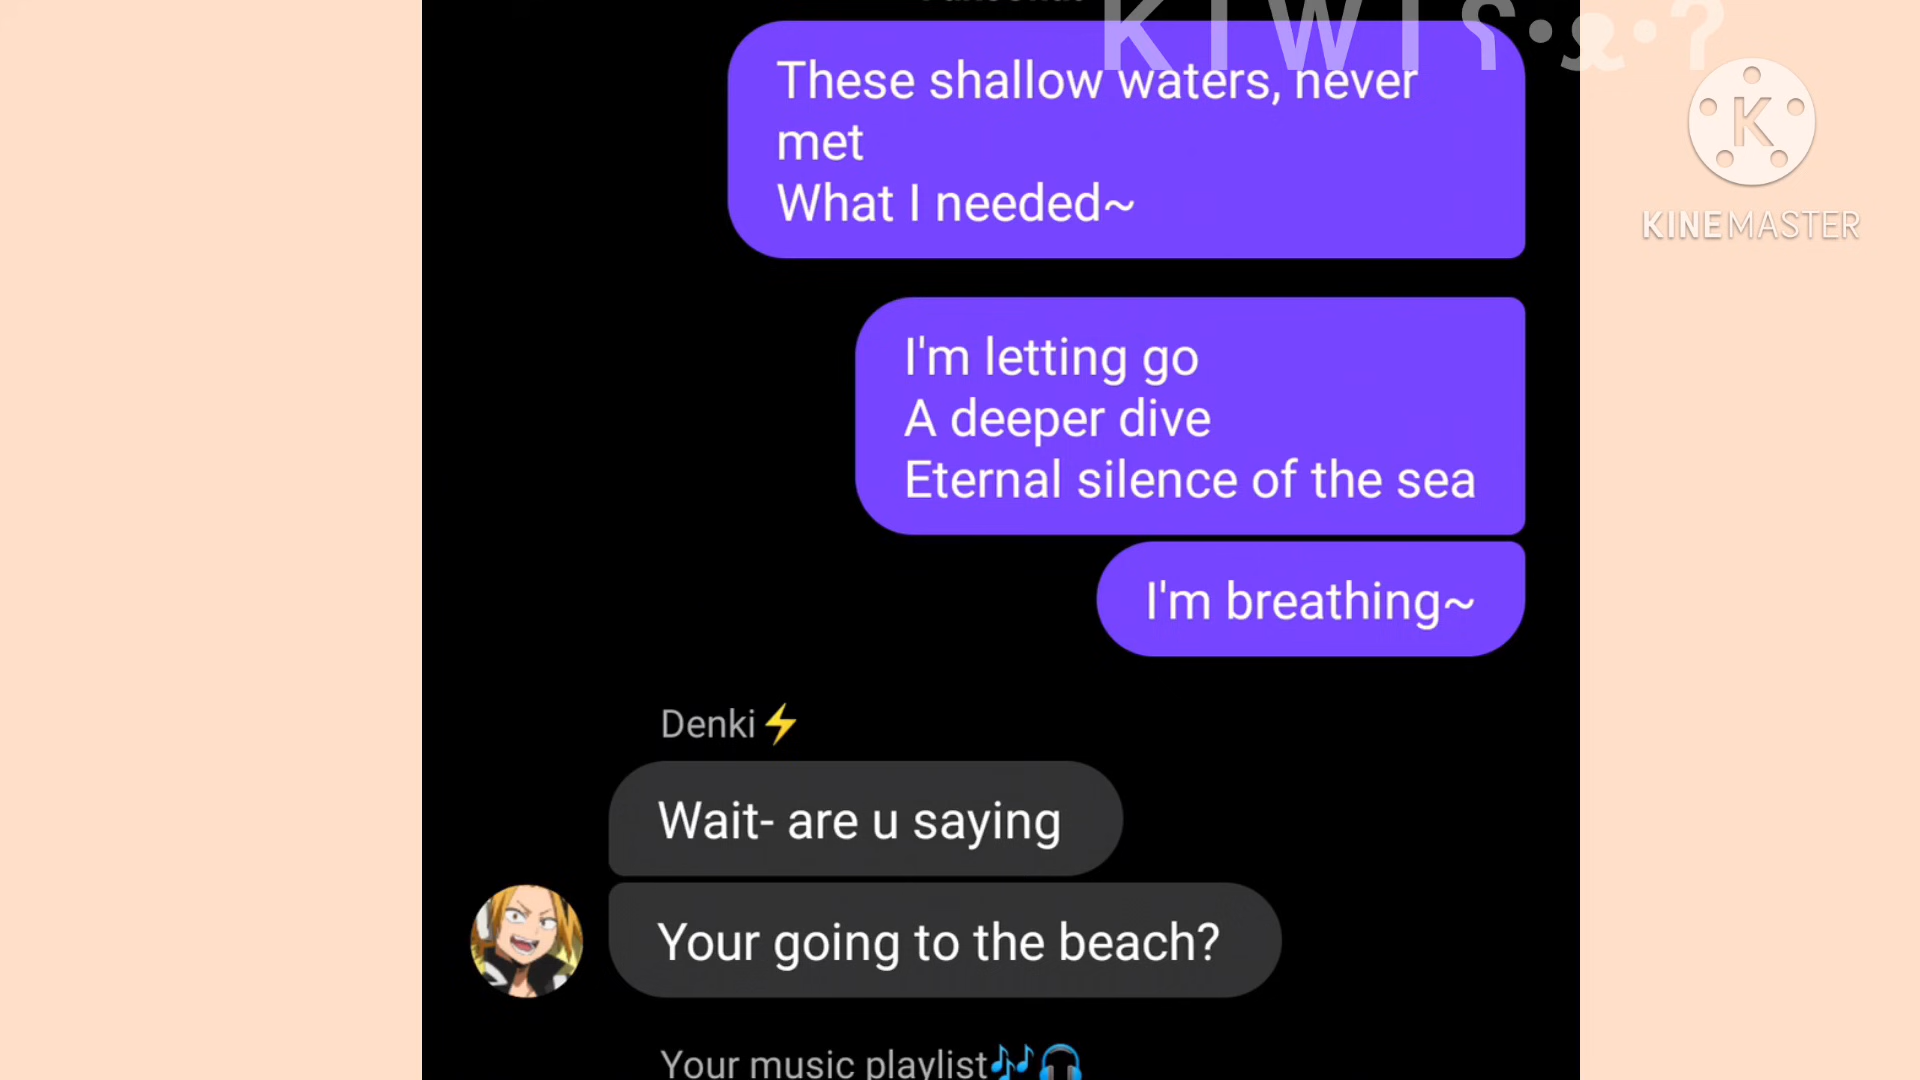 KIWIʕ•ᴥ•ʔ
These shallow waters, never
met
What I needed~
KINEMASTER
I'm letting go
A deeper dive
Eternal silence of the sea
I'm breathing~
Denki⚡
Wait- are u saying
Your going to the beach?
Your music playlist🎶🎧